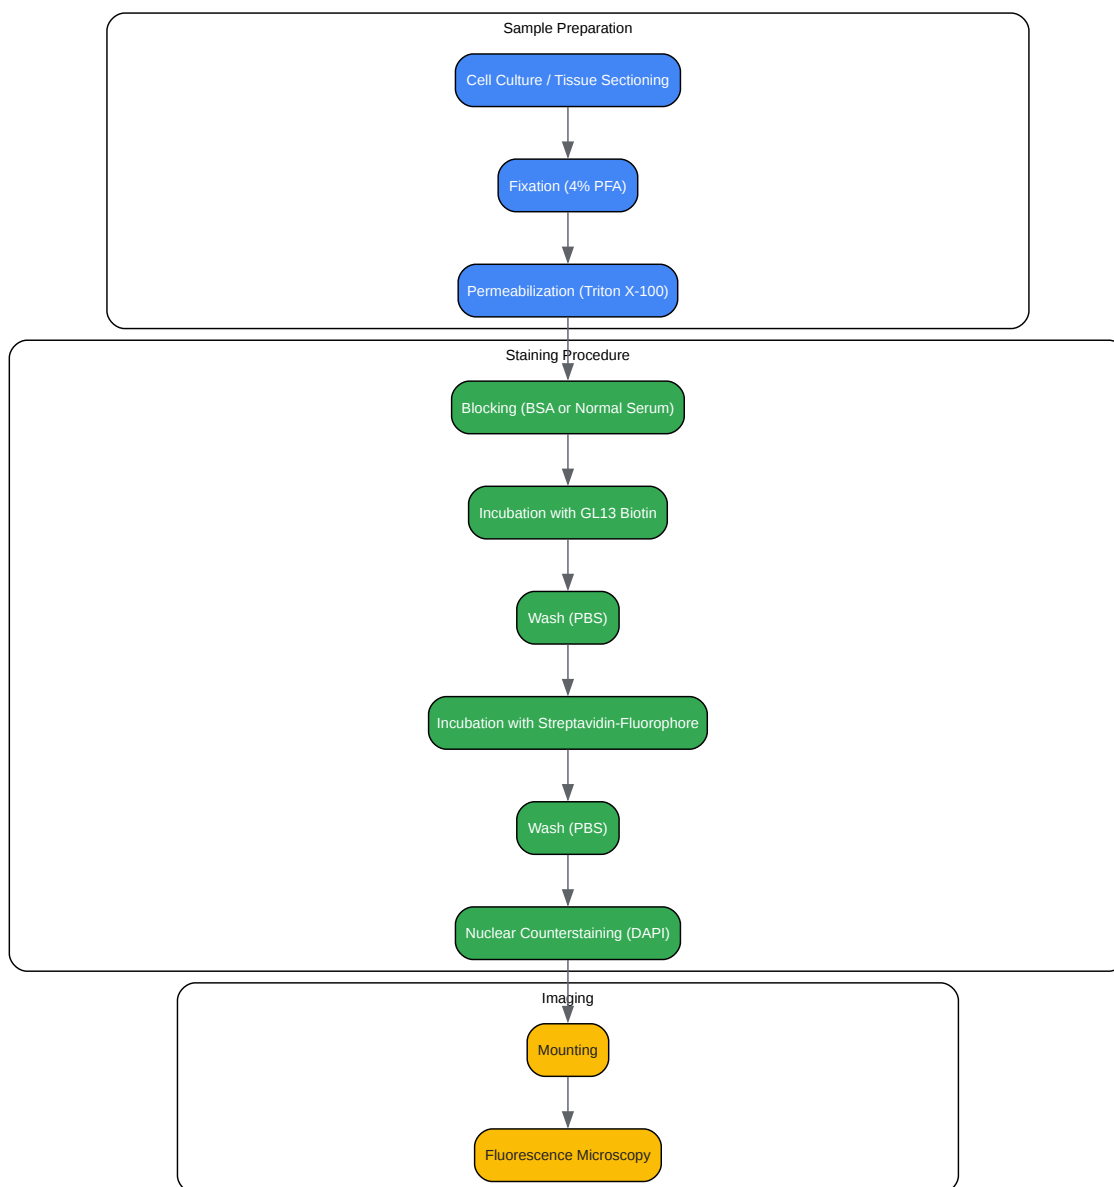 Sample Preparation
Cell Culture / Tissue Sectioning
Fixation (4% PFA)
Permeabilization (Triton X-100)
Staining Procedure
Blocking (BSA or Normal Serum)
Incubation with GL13 Biotin
Wash (PBS)
Incubation with Streptavidin-Fluorophore
Wash (PBS)
Nuclear Counterstaining (DAPI)
Imaging
Mounting
Fluorescence Microscopy